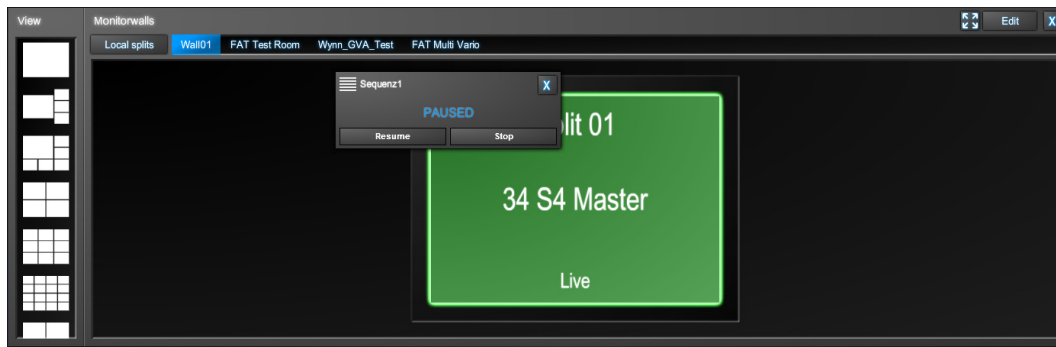 View
Monitorwalls
Edit
X
Local splits
Wall01
FAT Test Room
Wynn_GVA_Test
FAT Multi Vario
Sequenz1
X
PAUSED
Resume
Stop
lit 01
34 S4 Master
Live